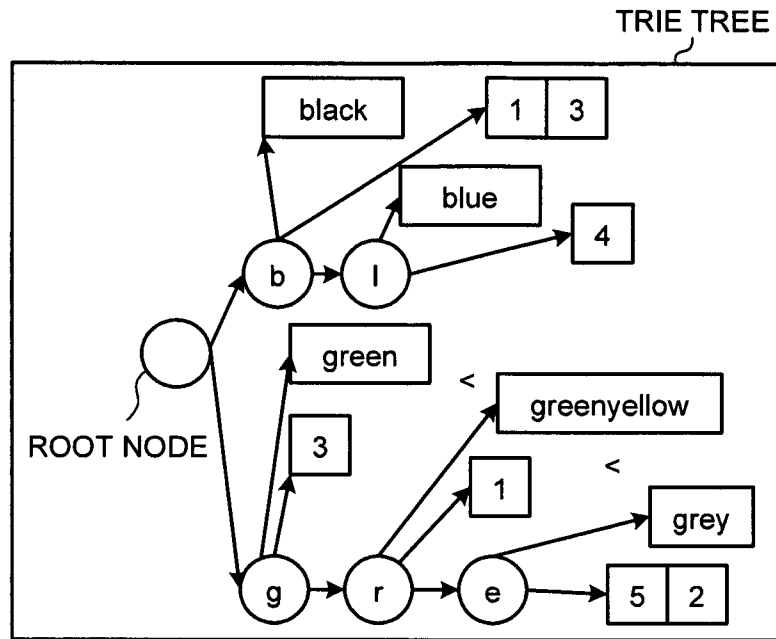 TRIE TREE
black
1 3
blue
4
b l
green
<
greenyellow
ROOT NODE
3
<
1
grey
g r e
5 2